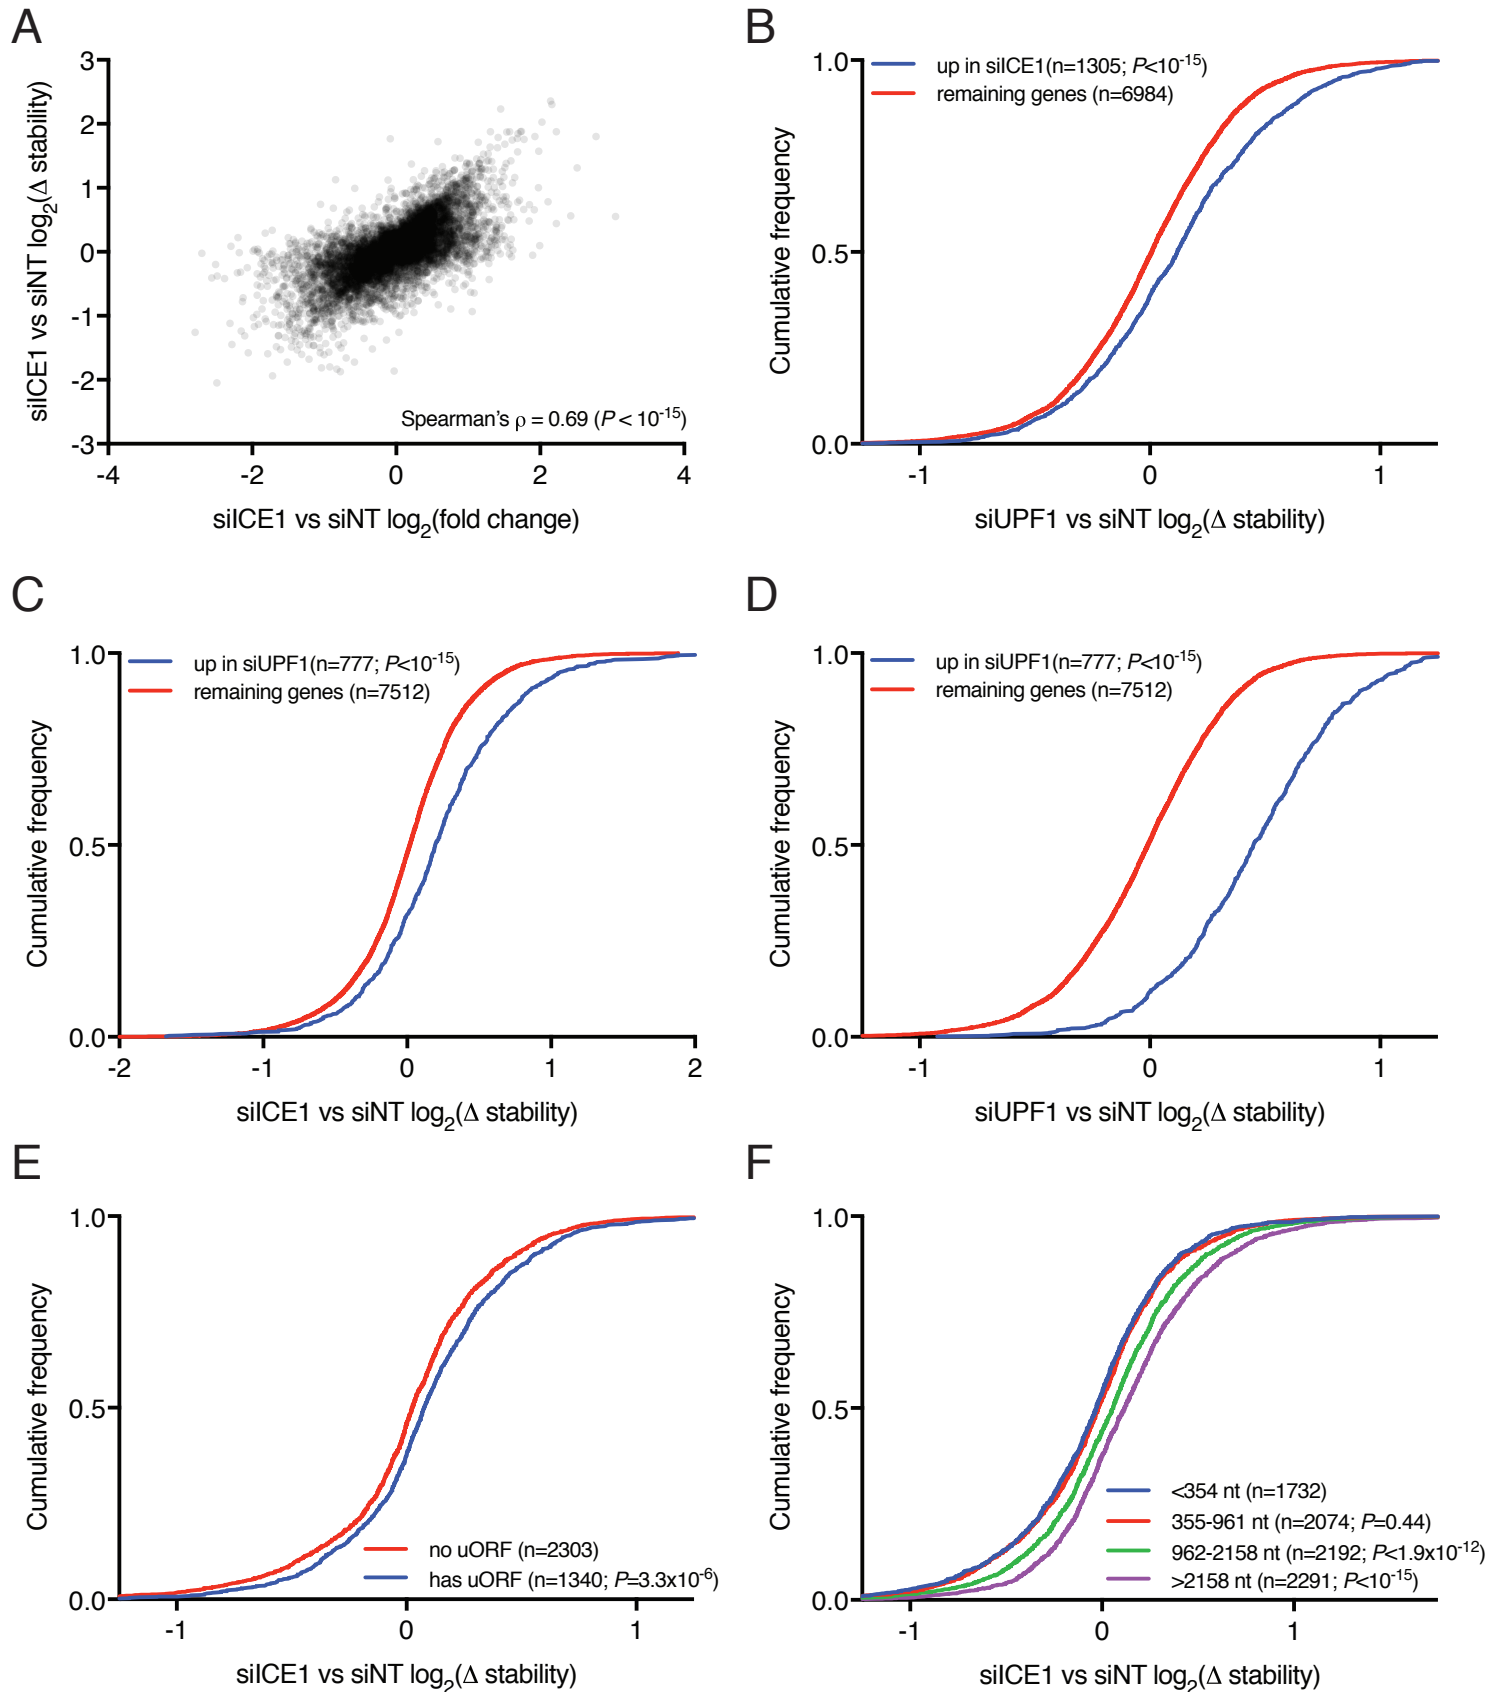 A
3
2
1
0
-1
-2
-3
-4
-2
0
2
4
siICE1 vs siNT log2(Δ stability)
Spearman's ρ = 0.69 (P < 10-15)
siICE1 vs siNT log2(fold change)
B
1.0
0.5
0.0
-1
0
1
Cumulative frequency
up in siICE1(n=1305; P<10-15)
remaining genes (n=6984)
siUPF1 vs siNT log2(Δ stability)
C
1.0
0.5
0.0
-2
-1
0
1
2
Cumulative frequency
up in siUPF1(n=777; P<10-15)
remaining genes (n=7512)
siICE1 vs siNT log2(Δ stability)
D
1.0
0.5
0.0
-1
0
1
Cumulative frequency
up in siUPF1(n=777; P<10-15)
remaining genes (n=7512)
siUPF1 vs siNT log2(Δ stability)
E
1.0
0.5
0.0
-1
0
1
Cumulative frequency
no uORF (n=2303)
has uORF (n=1340; P=3.3x10-6)
siICE1 vs siNT log2(Δ stability)
F
1.0
0.5
0.0
-1
0
1
Cumulative frequency
<354 nt (n=1732)
355-961 nt (n=2074; P=0.44)
962-2158 nt (n=2192; P<1.9x10-12)
>2158 nt (n=2291; P<10-15)
siICE1 vs siNT log2(Δ stability)